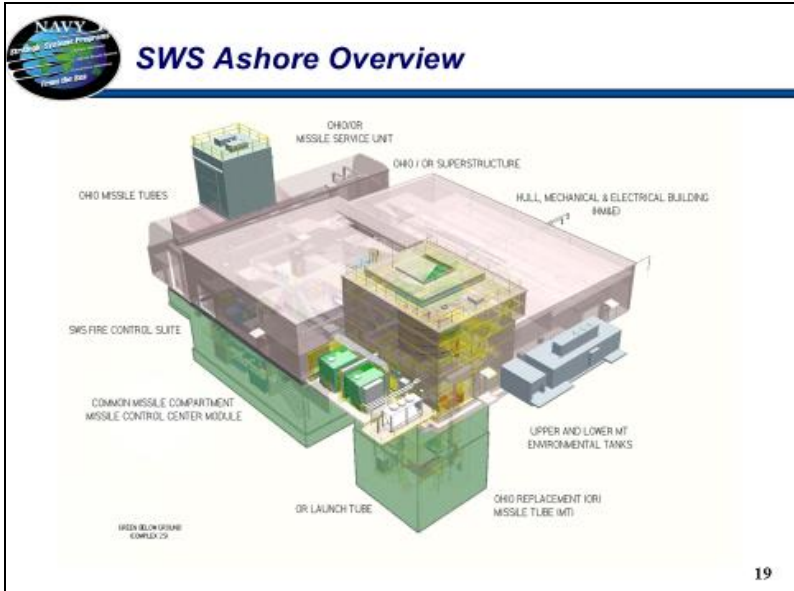 NAVY
Strategic Systems Programs
From the Sea
SWS Ashore Overview
OHIO/OR
MISSILE SERVICE UNIT
OHIO / OR SUPERSTRUCTURE
OHIO MISSILE TUBES
HULL, MECHANICAL & ELECTRICAL BUILDING
(HM&E)
SWS FIRE CONTROL SUITE
COMMON MISSILE COMPARTMENT
MISSILE CONTROL CENTER MODULE
UPPER AND LOWER MT
ENVIRONMENTAL TANKS
OR LAUNCH TUBE
OHIO REPLACEMENT (OR)
MISSILE TUBE (MT)
GREEN BELOW GROUND
(COMPLEX 25)
19